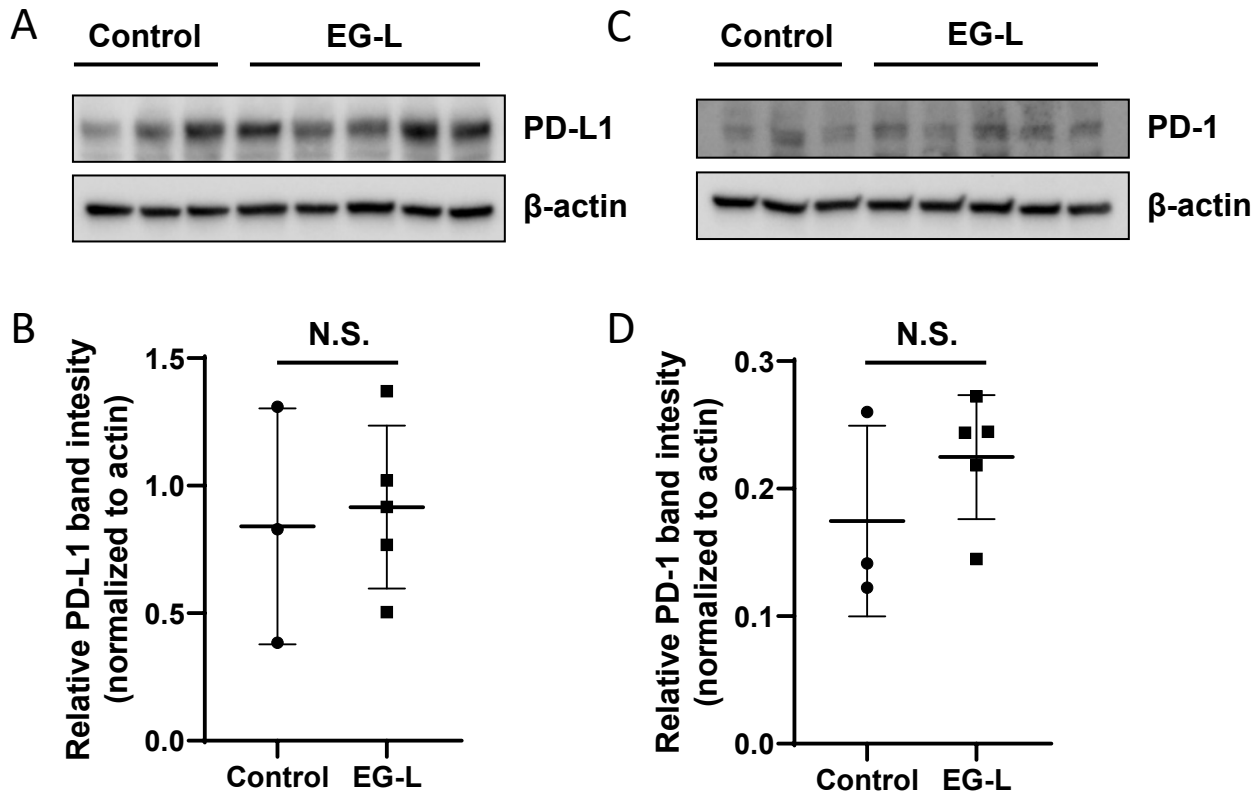 A
Control
EG-L
PD-L1
β-actin
C
Control
EG-L
PD-1
β-actin
B
Relative PD-L1 band intesity
(normalized to actin)
N.S.
1.5
1.0
0.5
0.0
Control
EG-L
D
Relative PD-1 band intesity
(normalized to actin)
N.S.
0.3
0.2
0.1
0.0
Control
EG-L